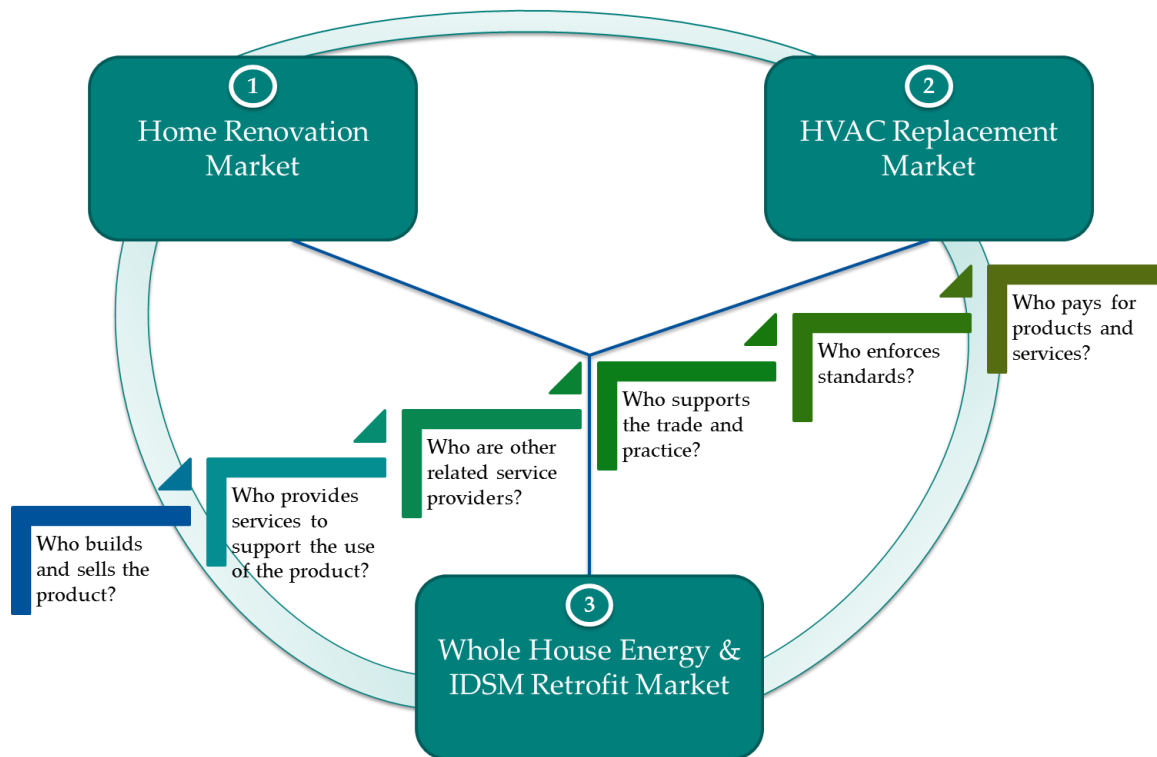 1
Home Renovation
Market
2
HVAC Replacement
Market
Who pays for
products and
services?
Who enforces
standards?
Who supports
the trade and
practice?
Who are other
related service
providers?
Who provides
services to
support the use
of the product?
Who builds
and sells the
product?
3
Whole House Energy &
IDSM Retrofit Market